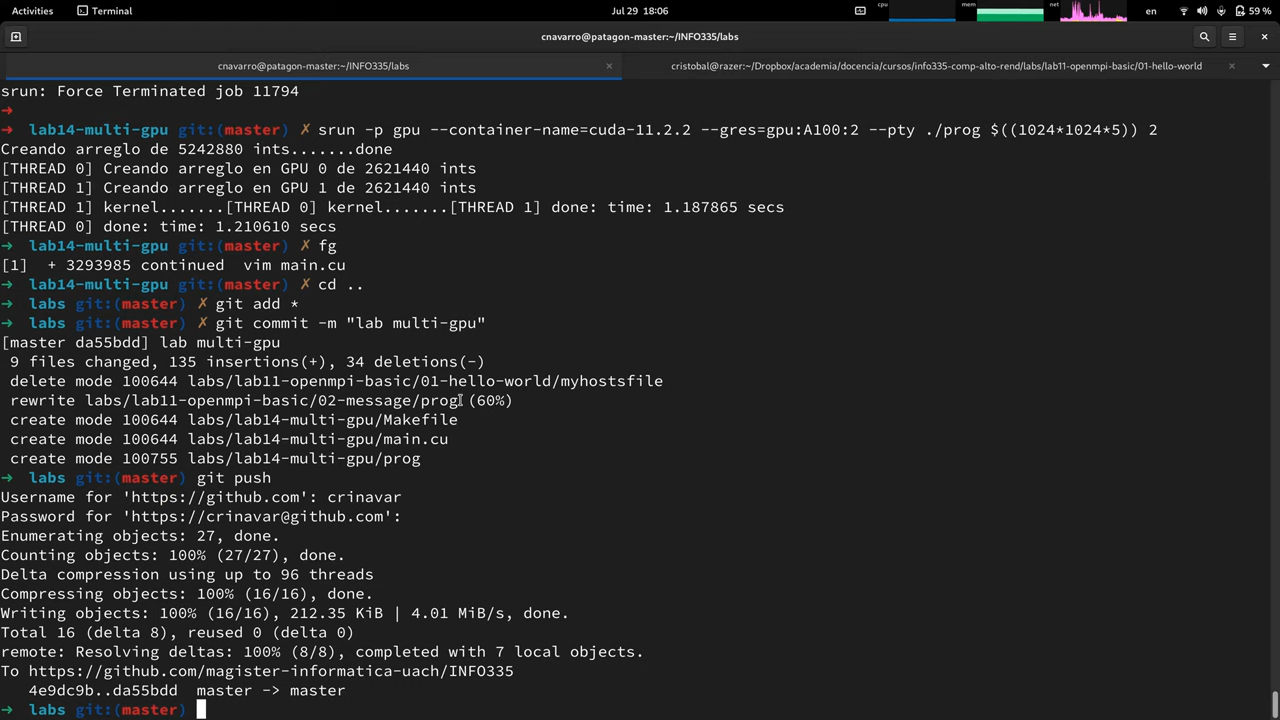 Activities Terminal Jul 29 18:06 cpu mem net en 59 %
cnavarro@patagon-master:~/INFO335/labs
cnavarro@patagon-master:~/INFO335/labs × cristobal@razer:~/Dropbox/academia/docencia/cursos/info335-comp-alto-rend/labs/lab11-openmpi-basic/01-hello-world ×
srun: Force Terminated job 11794
→
→ lab14-multi-gpu git:(master) ✗ srun -p gpu --container-name=cuda-11.2.2 --gres=gpu:A100:2 --pty ./prog $((1024*1024*5)) 2
Creando arreglo de 5242880 ints.......done
[THREAD 0] Creando arreglo en GPU 0 de 2621440 ints
[THREAD 1] Creando arreglo en GPU 1 de 2621440 ints
[THREAD 1] kernel.......[THREAD 0] kernel.......[THREAD 1] done: time: 1.187865 secs
[THREAD 0] done: time: 1.210610 secs
→ lab14-multi-gpu git:(master) ✗ fg
[1] + 3293985 continued vim main.cu
→ lab14-multi-gpu git:(master) ✗ cd ..
→ labs git:(master) ✗ git add *
→ labs git:(master) ✗ git commit -m "lab multi-gpu"
[master da55bdd] lab multi-gpu
9 files changed, 135 insertions(+), 34 deletions(-)
delete mode 100644 labs/lab11-openmpi-basic/01-hello-world/myhostsfile
rewrite labs/lab11-openmpi-basic/02-message/prog (60%)
create mode 100644 labs/lab14-multi-gpu/Makefile
create mode 100644 labs/lab14-multi-gpu/main.cu
create mode 100755 labs/lab14-multi-gpu/prog
→ labs git:(master) git push
Username for 'https://github.com': crinavar
Password for 'https://crinavar@github.com':
Enumerating objects: 27, done.
Counting objects: 100% (27/27), done.
Delta compression using up to 96 threads
Compressing objects: 100% (16/16), done.
Writing objects: 100% (16/16), 212.35 KiB | 4.01 MiB/s, done.
Total 16 (delta 8), reused 0 (delta 0)
remote: Resolving deltas: 100% (8/8), completed with 7 local objects.
To https://github.com/magister-informatica-uach/INFO335
4e9dc9b..da55bdd master -> master
→ labs git:(master)